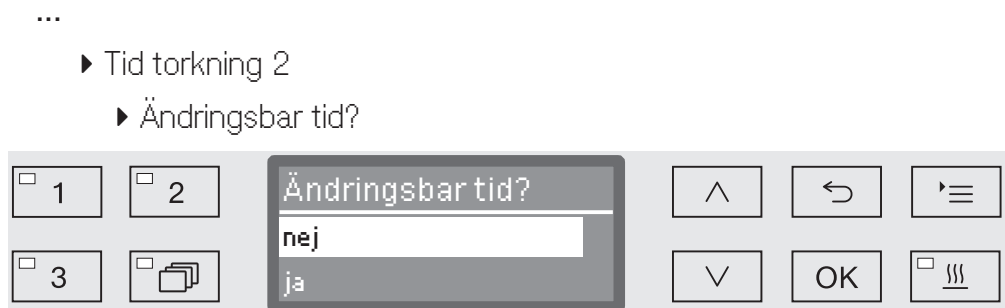 ...
Tid torkning 2
Ändringsbar tid?
1
2
Ändringsbar tid?
nej
3
ja
OK